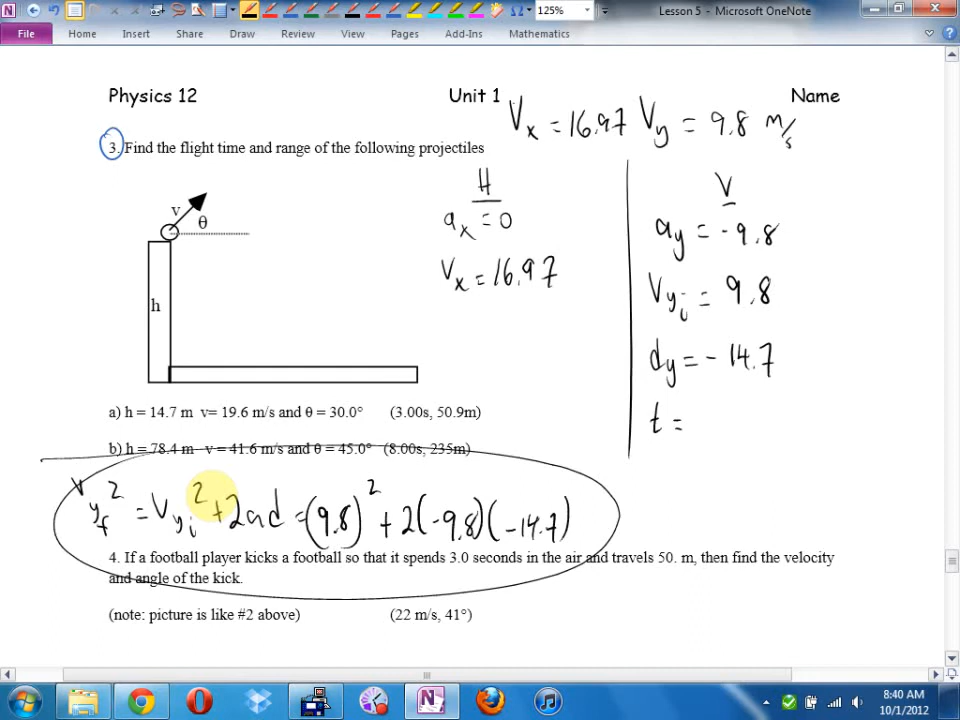 125%
Lesson 5 - Microsoft OneNote
File Home Insert Share Draw Review View Pages Add-Ins Mathematics
Physics 12 Unit 1 Name
Vx = 16.97 Vy = 9.8 m/s
3. Find the flight time and range of the following projectiles
H
ax = 0
Vx = 16.97
V
ay = -9.8
Vyi = 9.8
dy = -14.7
t =
v
θ
h
a) h = 14.7 m v= 19.6 m/s and θ = 30.0° (3.00s, 50.9m)
b) h = 78.4 m v = 41.6 m/s and θ = 45.0° (8.00s, 235m)
Vyf² = Vyi² + 2ad = (9.8)² + 2(-9.8)(-14.7)
4. If a football player kicks a football so that it spends 3.0 seconds in the air and travels 50. m, then find the velocity
and angle of the kick.
(note: picture is like #2 above) (22 m/s, 41°)
8:40 AM
10/1/2012